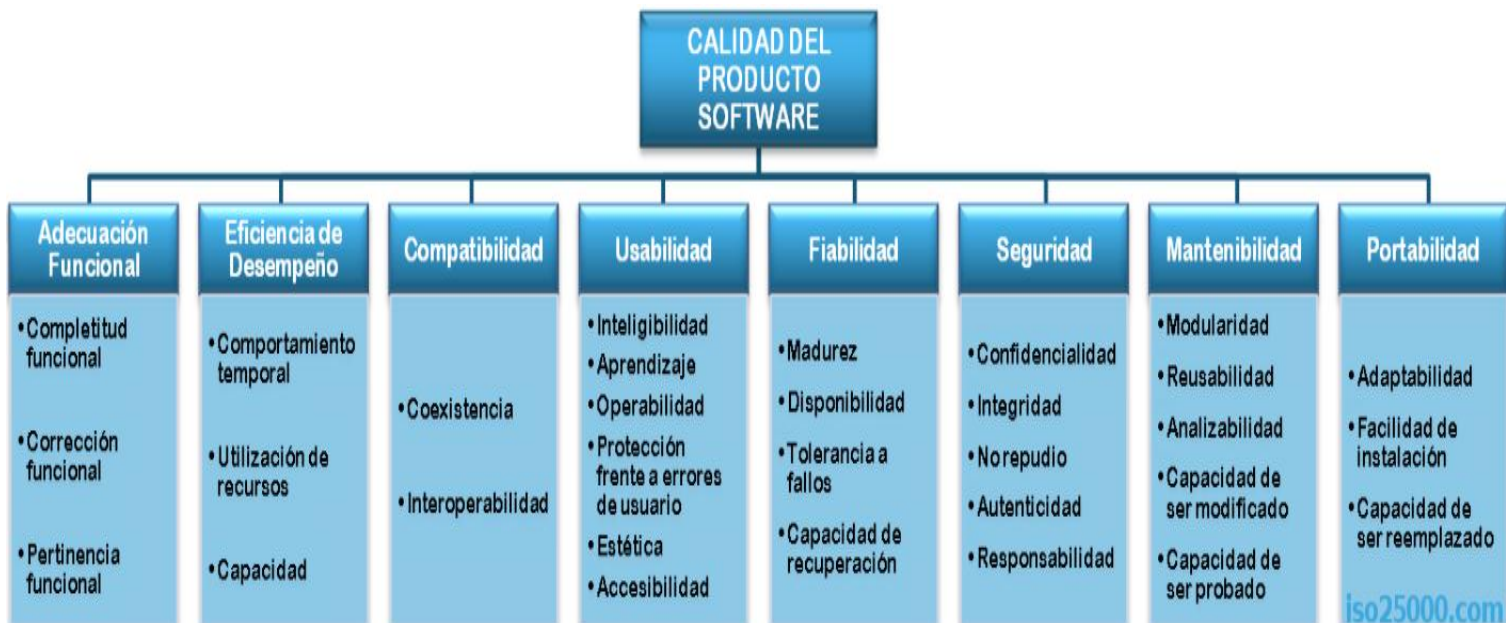 CALIDAD DEL
PRODUCTO
SOFTWARE
Adecuación
Funcional
•Completitud
funcional
•Corrección
funcional
•Pertinencia
funcional
Eficiencia de
Desempeño
•Comportamiento
temporal
•Utilización de
recursos
•Capacidad
Compatibilidad
•Coexistencia
•Interoperabilidad
Usabilidad
•Inteligibilidad
•Aprendizaje
•Operabilidad
•Protección
frente a errores
de usuario
•Estética
•Accesibilidad
Fiabilidad
•Madurez
•Disponibilidad
•Tolerancia a
fallos
•Capacidad de
recuperación
Seguridad
•Confidencialidad
•Integridad
•No repudio
•Autenticidad
•Responsabilidad
Mantenibilidad
•Modularidad
•Reusabilidad
•Analizabilidad
•Capacidad de
ser modificado
•Capacidad de
ser probado
Portabilidad
•Adaptabilidad
•Facilidad de
instalación
•Capacidad de
ser reemplazado
iso25000.com